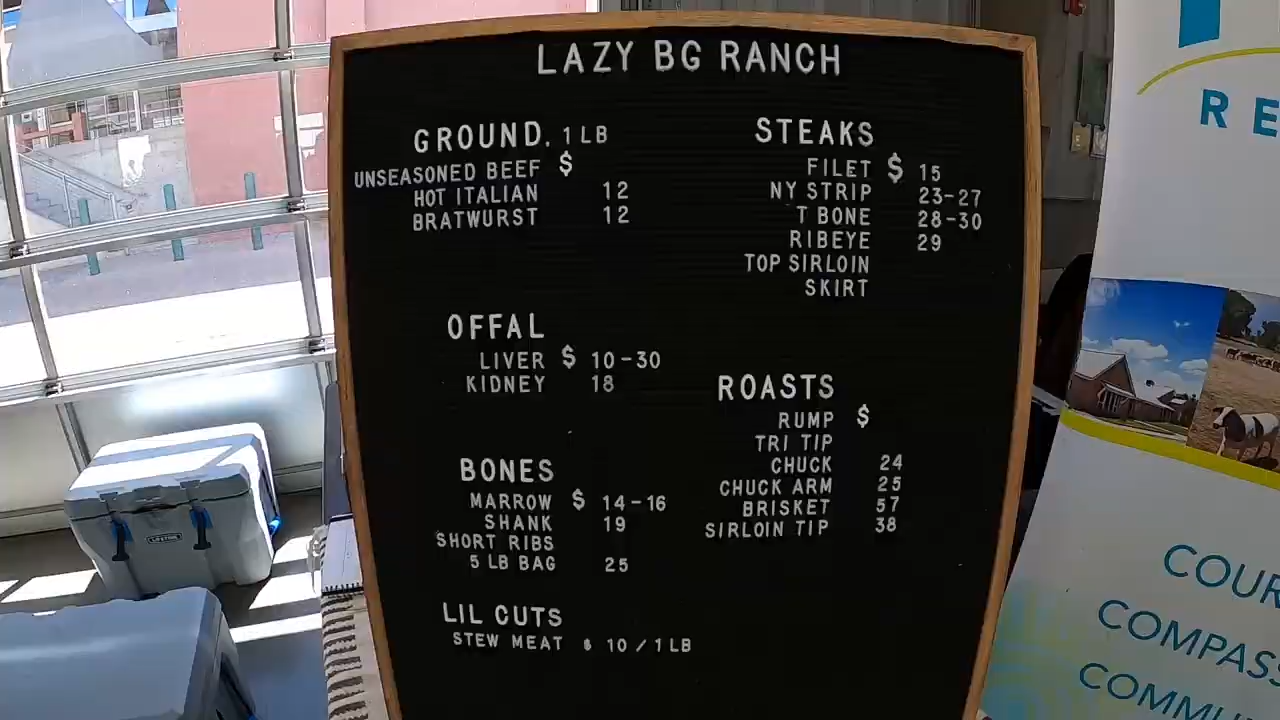 LAZY BG RANCH
GROUND. 1 LB
UNSEASONED BEEF $
HOT ITALIAN 12
BRATWURST 12
OFFAL
LIVER $ 10-30
KIDNEY 18
BONES
MARROW $ 14-16
SHANK 19
SHORT RIBS
5 LB BAG 25
LIL CUTS
STEW MEAT $ 10 / 1 LB
STEAKS
FILET $ 15
NY STRIP 23-27
T BONE 28-30
RIBEYE 29
TOP SIRLOIN
SKIRT
ROASTS
RUMP $
TRI TIP
CHUCK 24
CHUCK ARM 25
BRISKET 57
SIRLOIN TIP 38
RE
COUR
COMPASS
COMMU
LIFETIME